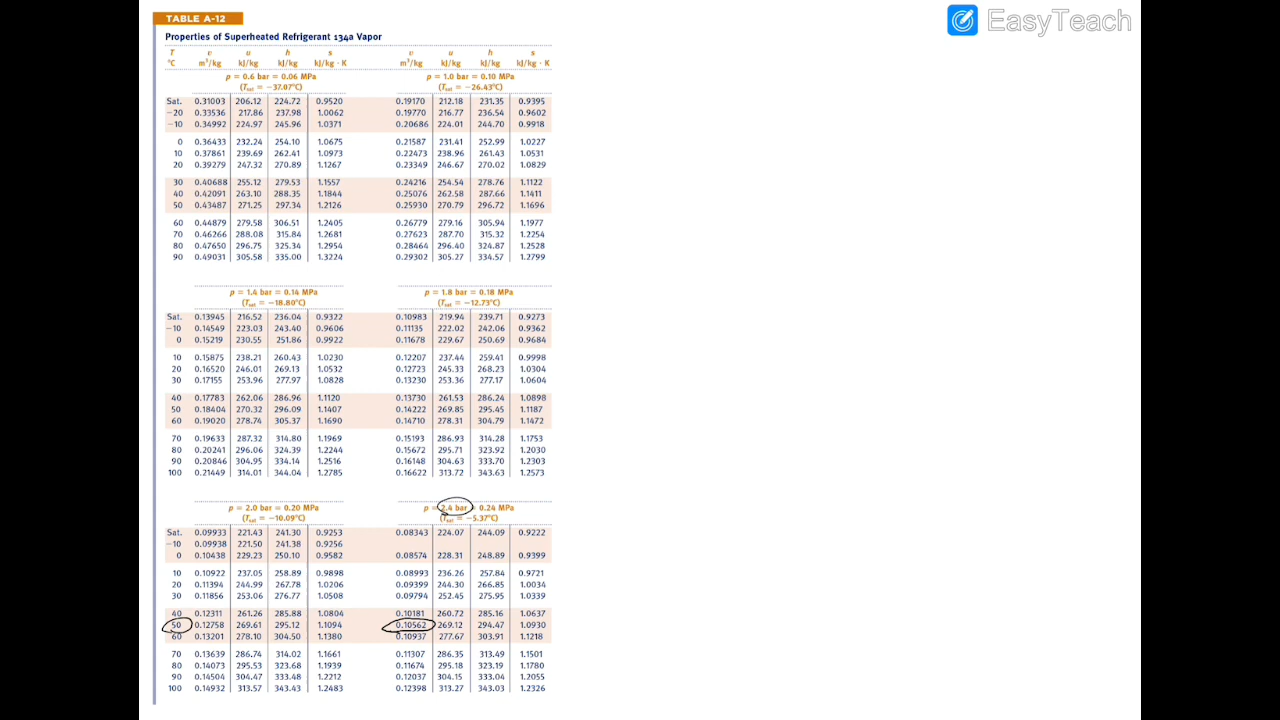 EasyTeach
TABLE A-12
Properties of Superheated Refrigerant 134a Vapor
T v u h s v u h s
°C m³/kg kJ/kg kJ/kg kJ/kg · K m³/kg kJ/kg kJ/kg kJ/kg · K
p = 0.6 bar = 0.06 MPa p = 1.0 bar = 0.10 MPa
(Tsat = −37.07°C) (Tsat = −26.43°C)
Sat. 0.31003 206.12 224.72 0.9520 0.19170 212.18 231.35 0.9395
−20 0.33536 217.86 237.98 1.0062 0.19770 216.77 236.54 0.9602
−10 0.34992 224.97 245.96 1.0371 0.20686 224.01 244.70 0.9918
0 0.36433 232.24 254.10 1.0675 0.21587 231.41 252.99 1.0227
10 0.37861 239.69 262.41 1.0973 0.22473 238.96 261.43 1.0531
20 0.39279 247.32 270.89 1.1267 0.23349 246.67 270.02 1.0829
30 0.40688 255.12 279.53 1.1557 0.24216 254.54 278.76 1.1122
40 0.42091 263.10 288.35 1.1844 0.25076 262.58 287.66 1.1411
50 0.43487 271.25 297.34 1.2126 0.25930 270.79 296.72 1.1696
60 0.44879 279.58 306.51 1.2405 0.26779 279.16 305.94 1.1977
70 0.46266 288.08 315.84 1.2681 0.27623 287.70 315.32 1.2254
80 0.47650 296.75 325.34 1.2954 0.28464 296.40 324.87 1.2528
90 0.49031 305.58 335.00 1.3224 0.29302 305.27 334.57 1.2799
p = 1.4 bar = 0.14 MPa p = 1.8 bar = 0.18 MPa
(Tsat = −18.80°C) (Tsat = −12.73°C)
Sat. 0.13945 216.52 236.04 0.9322 0.10983 219.94 239.71 0.9273
−10 0.14549 223.03 243.40 0.9606 0.11135 222.02 242.06 0.9362
0 0.15219 230.55 251.86 0.9922 0.11678 229.67 250.69 0.9684
10 0.15875 238.21 260.43 1.0230 0.12207 237.44 259.41 0.9998
20 0.16520 246.01 269.13 1.0532 0.12723 245.33 268.23 1.0304
30 0.17155 253.96 277.97 1.0828 0.13230 253.36 277.17 1.0604
40 0.17783 262.06 286.96 1.1120 0.13730 261.53 286.24 1.0898
50 0.18404 270.32 296.09 1.1407 0.14222 269.85 295.45 1.1187
60 0.19020 278.74 305.37 1.1690 0.14710 278.31 304.79 1.1472
70 0.19633 287.32 314.80 1.1969 0.15193 286.93 314.28 1.1753
80 0.20241 296.06 324.39 1.2244 0.15672 295.71 323.92 1.2030
90 0.20846 304.95 334.14 1.2516 0.16148 304.63 333.70 1.2303
100 0.21449 314.01 344.04 1.2785 0.16622 313.72 343.63 1.2573
p = 2.0 bar = 0.20 MPa p = 2.4 bar = 0.24 MPa
(Tsat = −10.09°C) (Tsat = −5.37°C)
Sat. 0.09933 221.43 241.30 0.9253 0.08343 224.07 244.09 0.9222
−10 0.09938 221.50 241.38 0.9256
0 0.10438 229.23 250.10 0.9582 0.08574 228.31 248.89 0.9399
10 0.10922 237.05 258.89 0.9898 0.08993 236.26 257.84 0.9721
20 0.11394 244.99 267.78 1.0206 0.09399 244.30 266.85 1.0034
30 0.11856 253.06 276.77 1.0508 0.09794 252.45 275.95 1.0339
40 0.12311 261.26 285.88 1.0804 0.10181 260.72 285.16 1.0637
50 0.12758 269.61 295.12 1.1094 0.10562 269.12 294.47 1.0930
60 0.13201 278.10 304.50 1.1380 0.10937 277.67 303.91 1.1218
70 0.13639 286.74 314.02 1.1661 0.11307 286.35 313.49 1.1501
80 0.14073 295.53 323.68 1.1939 0.11674 295.18 323.19 1.1780
90 0.14504 304.47 333.48 1.2212 0.12037 304.15 333.04 1.2055
100 0.14932 313.57 343.43 1.2483 0.12398 313.27 343.03 1.2326